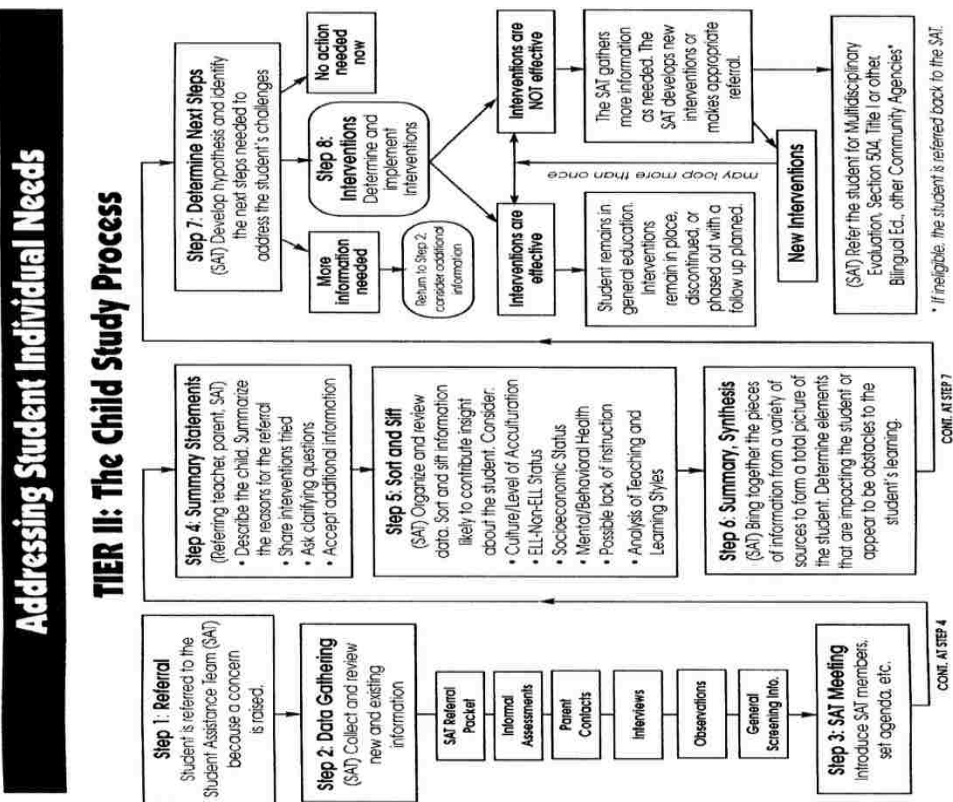 Addressing Student Individual Needs
TIER II: The Child Study Process
Step 1: Referral
Student is referred to the
Student Assistance Team (SAT)
because a concern
is raised.
Step 2: Data Gathering
(SAT) Collect and review
new and existing
information
SAT Referral
Packet
Informal
Assessments
Parent
Contacts
Interviews
Observations
General
Screening Info.
Step 3: SAT Meeting
Introduce SAT members,
set agenda, etc.
CONT. AT STEP 4
Step 4: Summary Statements
(Referring teacher, parent, SAT)
• Describe the child. Summarize
the reasons for the referral
• Share interventions tried
• Ask clarifying questions
• Accept additional information
Step 5: Sort and Sift
(SAT) Organize and review
data. Sort and sift information
likely to contribute insight
about the student. Consider:
• Culture/Level of Acculturation
• ELL-Non-ELL Status
• Socioeconomic Status
• Mental/Behavioral Health
• Possible lack of instruction
• Analysis of Teaching and
Learning Styles
Step 6: Summary, Synthesis
(SAT) Bring together the pieces
of information from a variety of
sources to form a total picture of
the student. Determine elements
that are impacting the student or
appear to be obstacles to the
student's learning.
CONT. AT STEP 7
Step 7: Determine Next Steps
(SAT) Develop hypothesis and identify
the next steps needed to
address the student's challenges
More
information
needed
Return to Step 2,
consider additional
information
Step 8:
Interventions
Determine and
implement
Interventions
No action
needed
now
Interventions are
effective
Interventions are
NOT effective
Student remains in
general education.
Interventions
remain in place,
discontinued, or
phased out with a
follow up planned.
may loop more than once
The SAT gathers
more information
as needed. The
SAT develops new
interventions or
makes appropriate
referral.
New Interventions
(SAT) Refer the student for Multidisciplinary
Evaluation, Section 504, Title I or other.
Bilingual Ed., other Community Agencies*
* If ineligible, the student is referred back to the SAT.